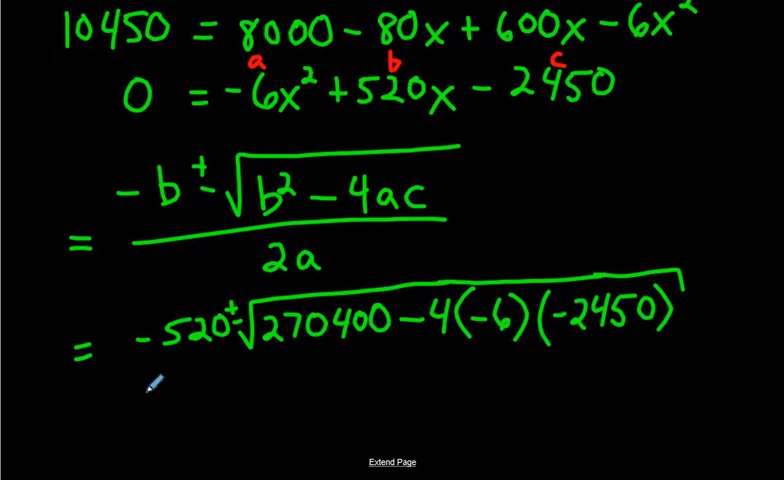 10450 = 8000 - 80x + 600x - 6x²
a b c
0 = -6x² + 520x - 2450
= -b ± √(b² - 4ac)
2a
= -520 ± √(270400 - 4(-6)(-2450))
Extend Page